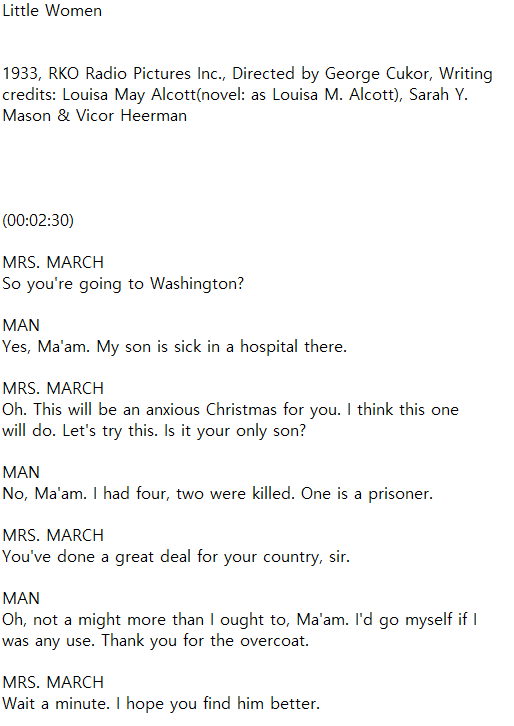 Little Women
1933, RKO Radio Pictures Inc., Directed by George Cukor, Writing
credits: Louisa May Alcott(novel: as Louisa M. Alcott), Sarah Y.
Mason & Vicor Heerman
(00:02:30)
MRS. MARCH
So you're going to Washington?
MAN
Yes, Ma'am. My son is sick in a hospital there.
MRS. MARCH
Oh. This will be an anxious Christmas for you. I think this one
will do. Let's try this. Is it your only son?
MAN
No, Ma'am. I had four, two were killed. One is a prisoner.
MRS. MARCH
You've done a great deal for your country, sir.
MAN
Oh, not a might more than I ought to, Ma'am. I'd go myself if I
was any use. Thank you for the overcoat.
MRS. MARCH
Wait a minute. I hope you find him better.